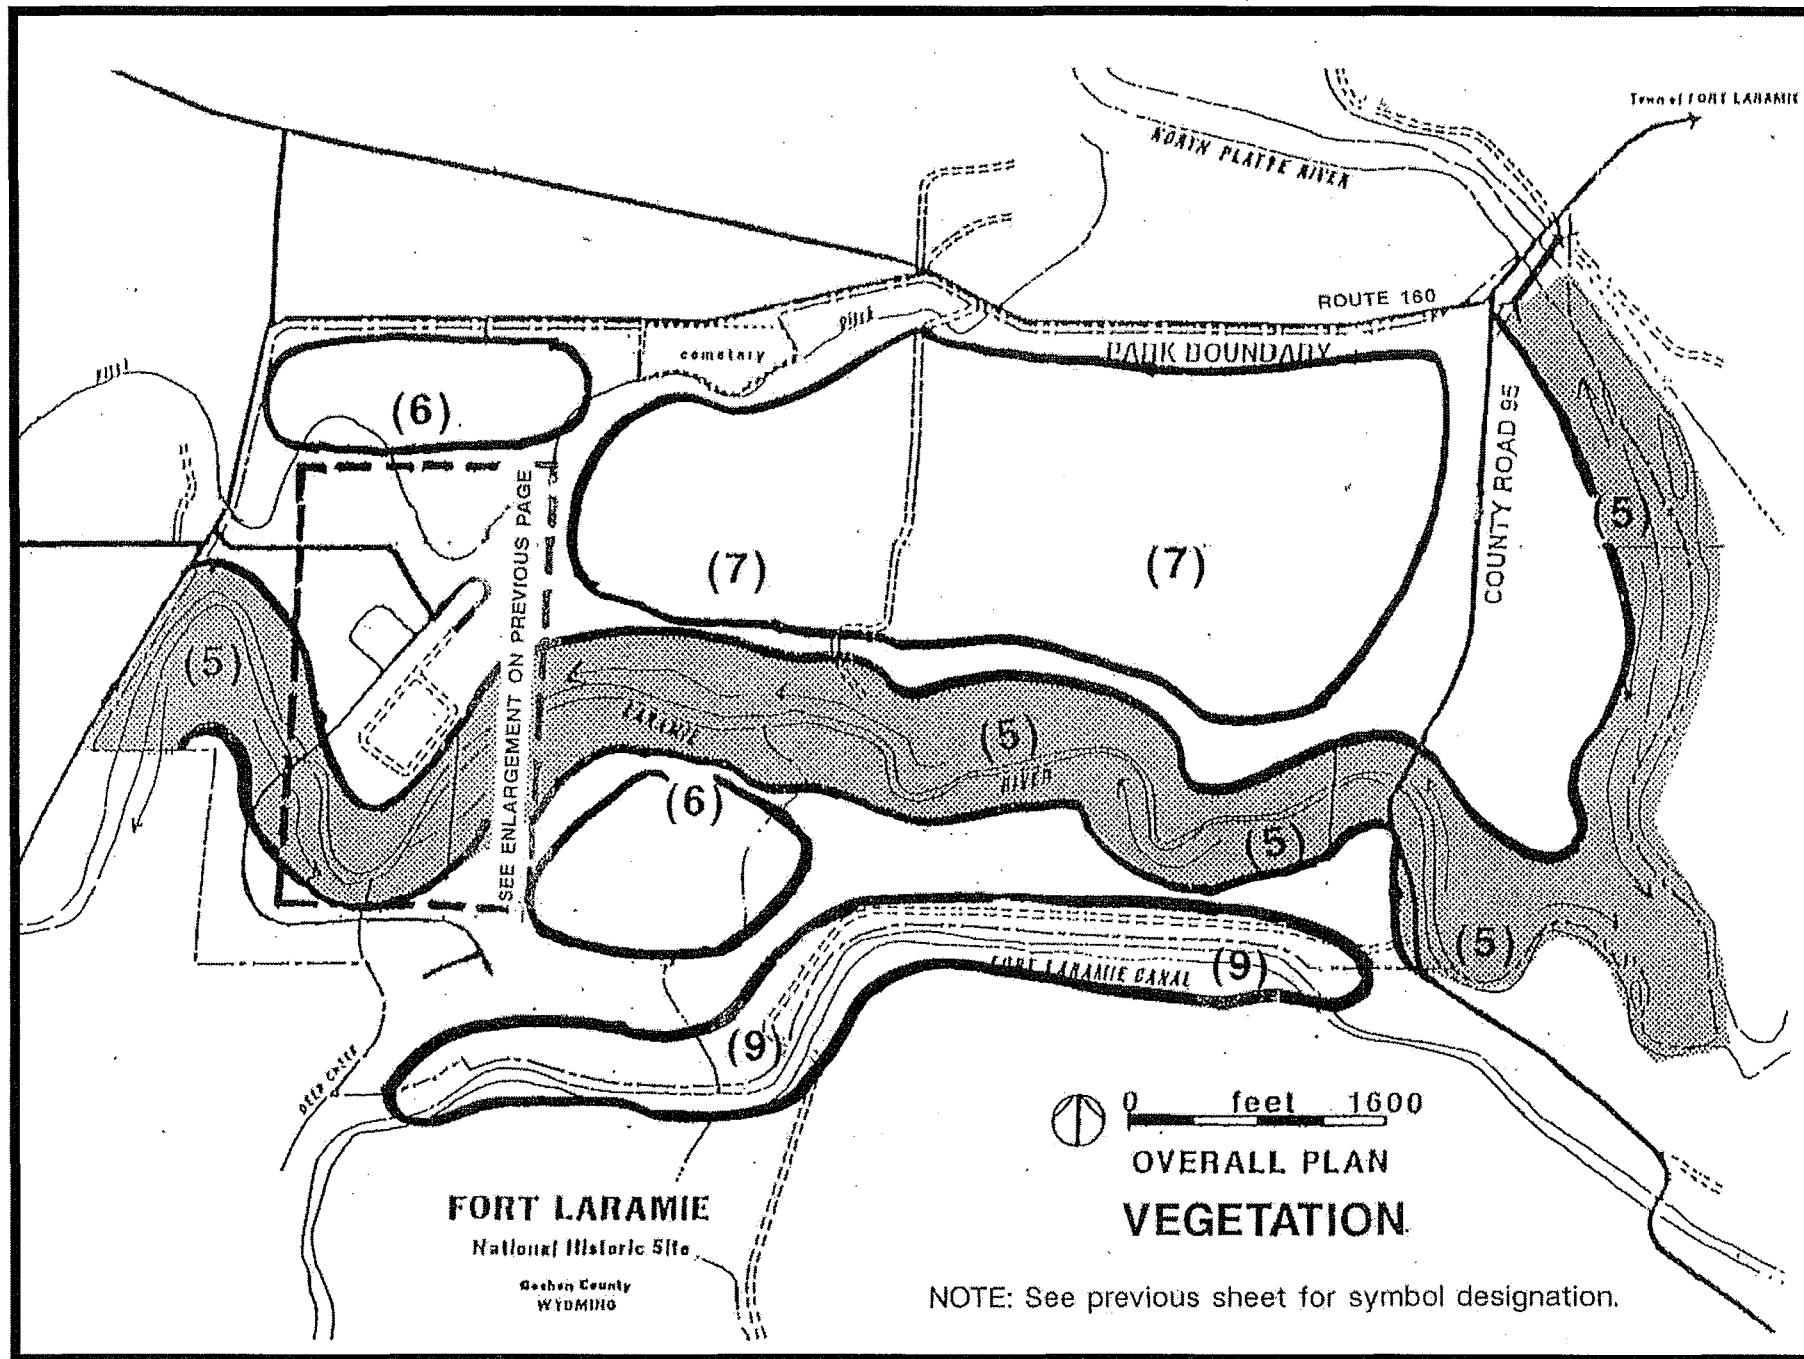 Town of FORT LARAMIE
NORTH PLATTE RIVER
ROUTE 160
PARK BOUNDARY
ditch
cemetery
(6)
COUNTY ROAD 95
SEE ENLARGEMENT ON PREVIOUS PAGE
(5)
(7)
(7)
(5)
LARAMIE
(5)
RIVER
(6)
(5)
(5)
FORT LARAMIE CANAL
(9)
(9)
DEER CREEK
0 feet 1600
OVERALL PLAN
VEGETATION
FORT LARAMIE
National Historic Site
Goshen County
WYOMING
NOTE: See previous sheet for symbol designation.